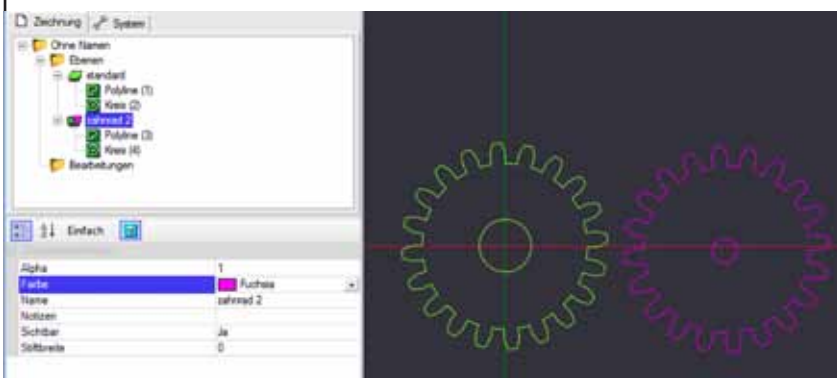 Zeichnung System
Ohne Namen
Ebenen
standard
Polyline (1)
Kreis (2)
zahnrad 2
Polyline (3)
Kreis (4)
Bearbeitungen
Einfach
Alpha 1
Farbe Fuchsia
Name zahnrad 2
Notizen
Sichtbar Ja
Stiftbreite 0